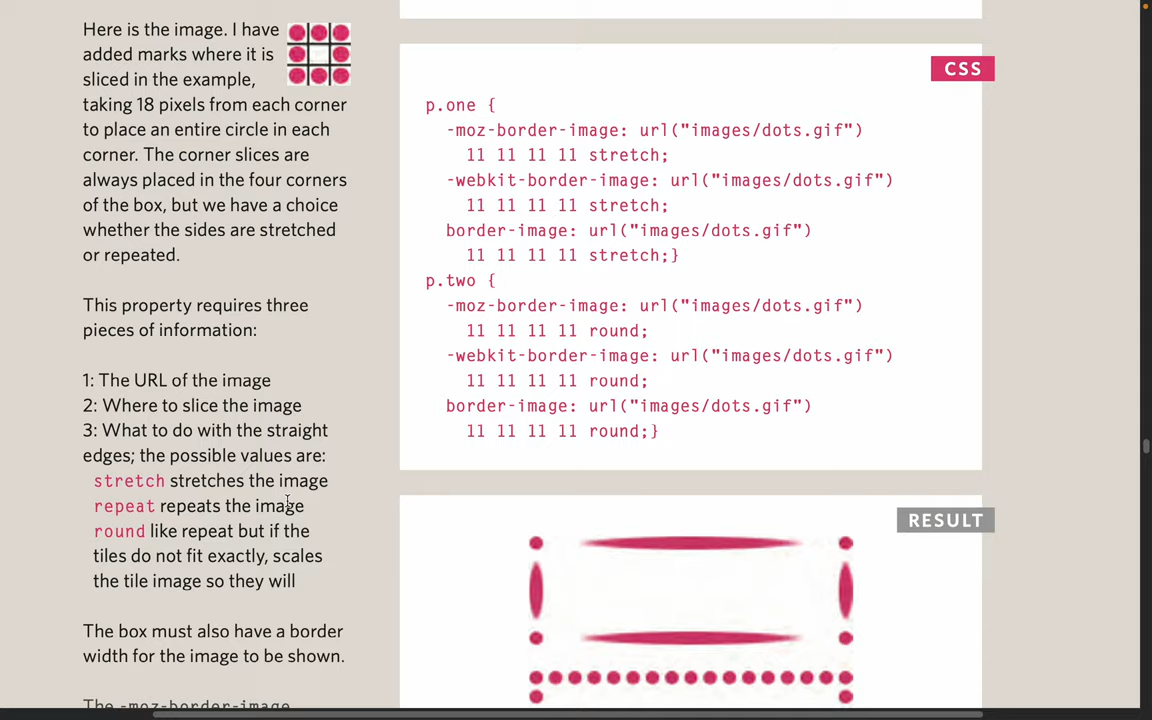 Here is the image. I have
added marks where it is
sliced in the example,
taking 18 pixels from each corner
to place an entire circle in each
corner. The corner slices are
always placed in the four corners
of the box, but we have a choice
whether the sides are stretched
or repeated.
This property requires three
pieces of information:
1: The URL of the image
2: Where to slice the image
3: What to do with the straight
edges; the possible values are:
stretch stretches the image
repeat repeats the image
round like repeat but if the
tiles do not fit exactly, scales
the tile image so they will
The box must also have a border
width for the image to be shown.
The -moz-border-image
CSS
p.one {
-moz-border-image: url("images/dots.gif")
11 11 11 11 stretch;
-webkit-border-image: url("images/dots.gif")
11 11 11 11 stretch;
border-image: url("images/dots.gif")
11 11 11 11 stretch;}
p.two {
-moz-border-image: url("images/dots.gif")
11 11 11 11 round;
-webkit-border-image: url("images/dots.gif")
11 11 11 11 round;
border-image: url("images/dots.gif")
11 11 11 11 round;}
RESULT